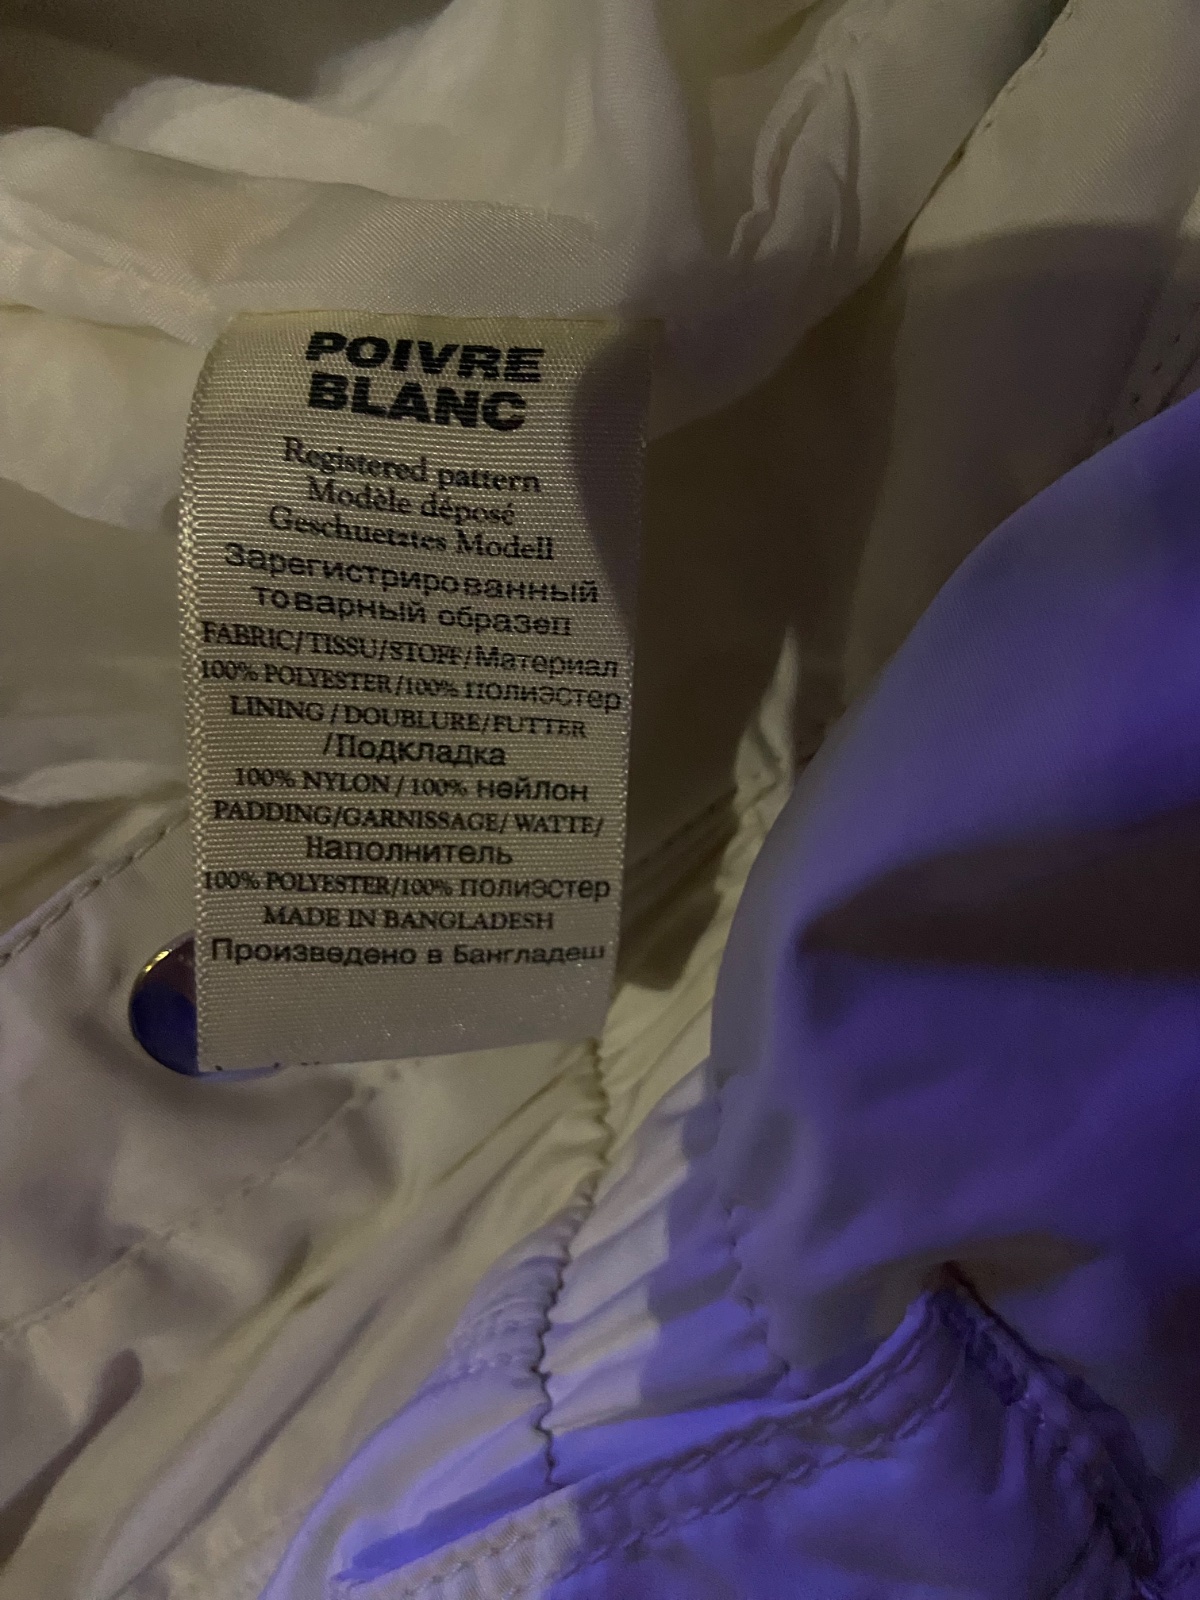 POIVRE
BLANC
Registered pattern
Modèle déposé
Geschuetztes Modell
Зарегистрированный
товарный образеп
FABRIC/TISSU/STOFF/Материал
100% POLYESTER/100% полиэстер
LINING/DOUBLURE/FUTTER
/Подкладка
100% NYLON/100% нейлон
PADDING/GARNISSAGE/WATTE/
Наполнитель
100% POLYESTER/100% полиэстер
MADE IN BANGLADESH
Произведено в Бангладеш